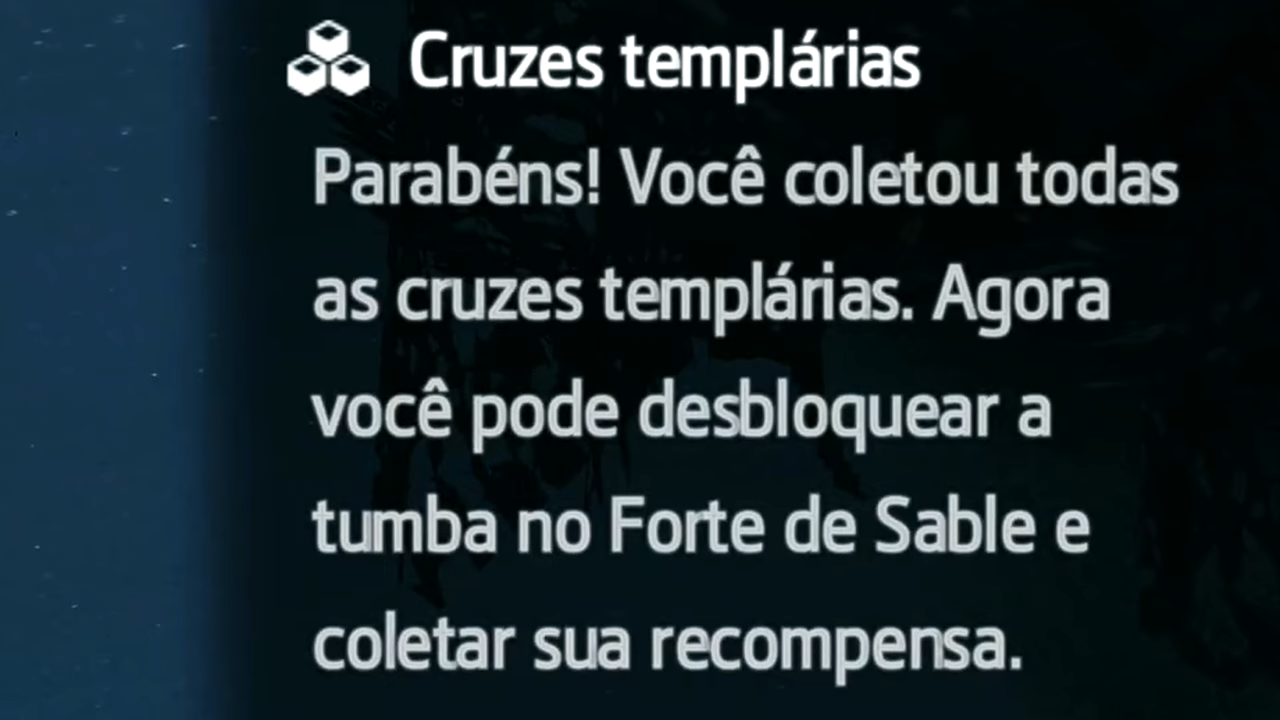 Cruzes templárias
Parabéns! Você coletou todas
as cruzes templárias. Agora
você pode desbloquear a
tumba no Forte de Sable e
coletar sua recompensa.